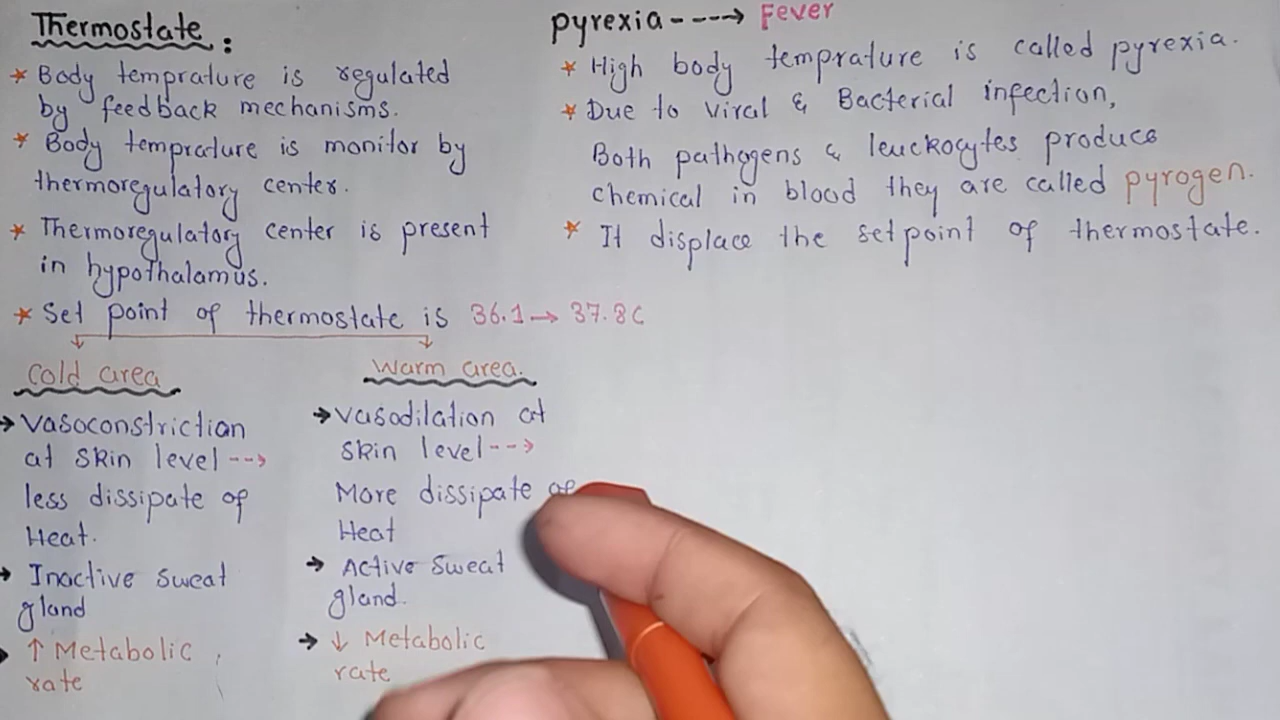 Thermostate :
* Body temprature is regulated
by feedback mechanisms.
* Body temprature is monitor by
thermoregulatory center.
* Thermoregulatory center is present
in hypothalamus.
* Set point of thermostate is 36.1 → 37.8C
Cold area
→ Vasoconstriction
at skin level --->
less dissipate of
Heat.
→ Inactive sweat
gland
→ ↑ Metabolic
rate
Warm area.
→ Vasodilation at
skin level --->
More dissipate of
Heat
→ Active sweat
gland.
→ ↓ Metabolic
rate
pyrexia ----> Fever
* High body temprature is called pyrexia.
* Due to viral & Bacterial infection,
Both pathogens & leuckocytes produce
chemical in blood they are called pyrogen.
* It displace the setpoint of thermostate.